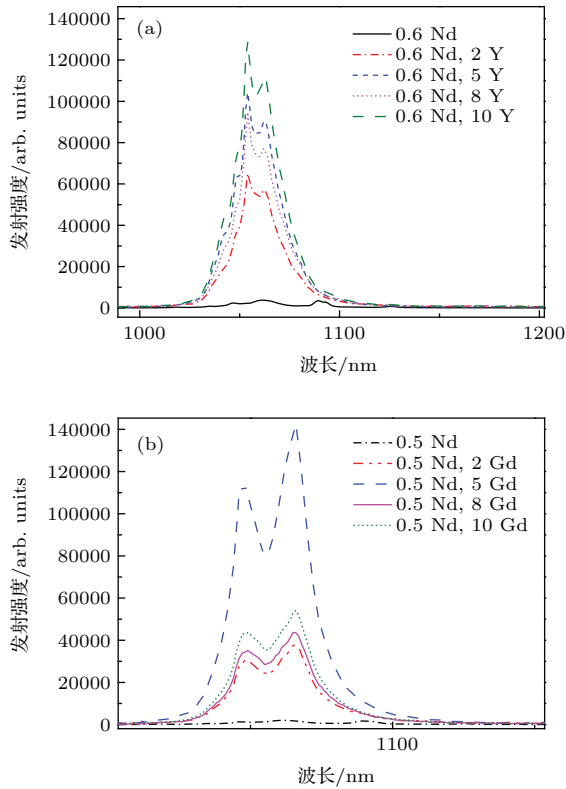 (a)
0.6 Nd
0.6 Nd, 2 Y
0.6 Nd, 5 Y
0.6 Nd, 8 Y
0.6 Nd, 10 Y
发射强度/arb. units
140000
120000
100000
80000
60000
40000
20000
0
1000
1100
1200
波长/nm
(b)
0.5 Nd
0.5 Nd, 2 Gd
0.5 Nd, 5 Gd
0.5 Nd, 8 Gd
0.5 Nd, 10 Gd
发射强度/arb. units
140000
120000
100000
80000
60000
40000
20000
0
1100
波长/nm